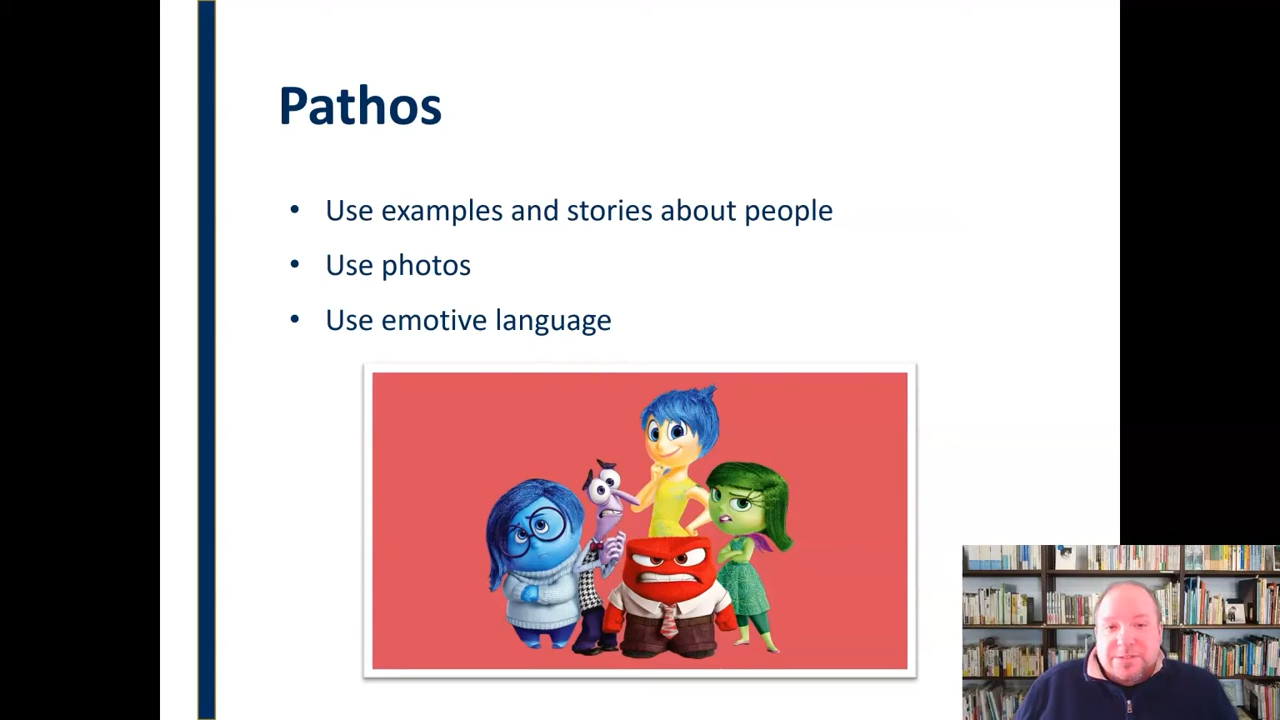 Pathos
• Use examples and stories about people
• Use photos
• Use emotive language